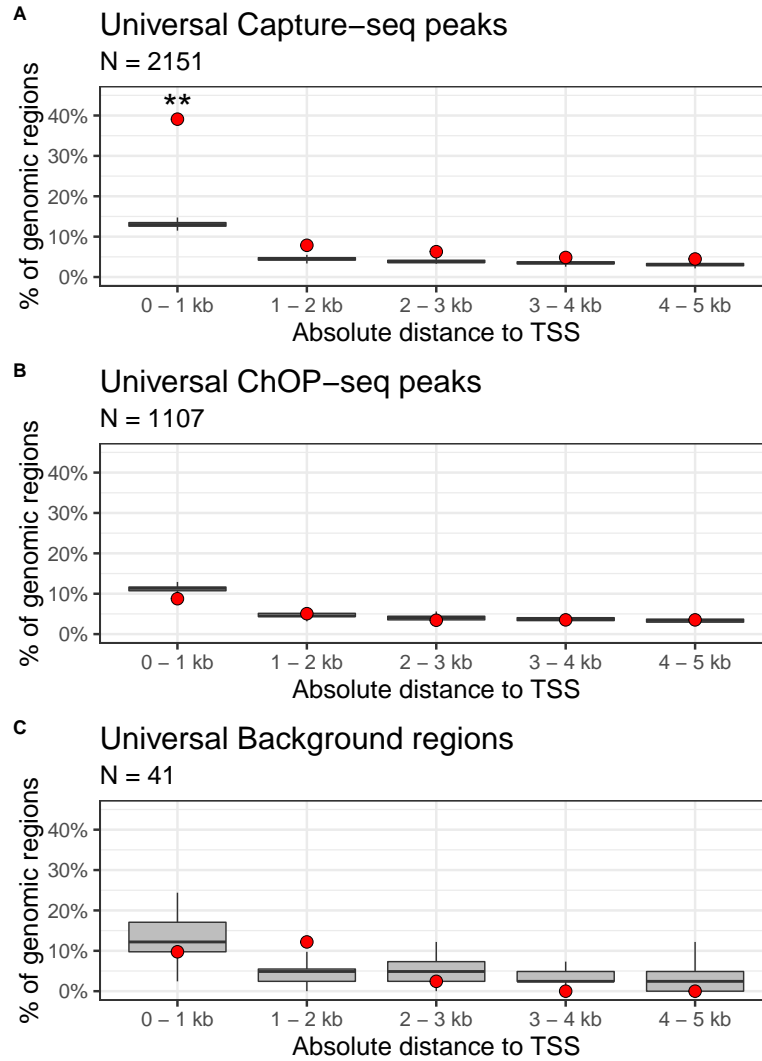 A
Universal Capture−seq peaks
N = 2151
% of genomic regions
40%
30%
20%
10%
0%
**
0 − 1 kb 1 − 2 kb 2 − 3 kb 3 − 4 kb 4 − 5 kb
Absolute distance to TSS
B
Universal ChOP−seq peaks
N = 1107
% of genomic regions
40%
30%
20%
10%
0%
0 − 1 kb 1 − 2 kb 2 − 3 kb 3 − 4 kb 4 − 5 kb
Absolute distance to TSS
C
Universal Background regions
N = 41
% of genomic regions
40%
30%
20%
10%
0%
0 − 1 kb 1 − 2 kb 2 − 3 kb 3 − 4 kb 4 − 5 kb
Absolute distance to TSS